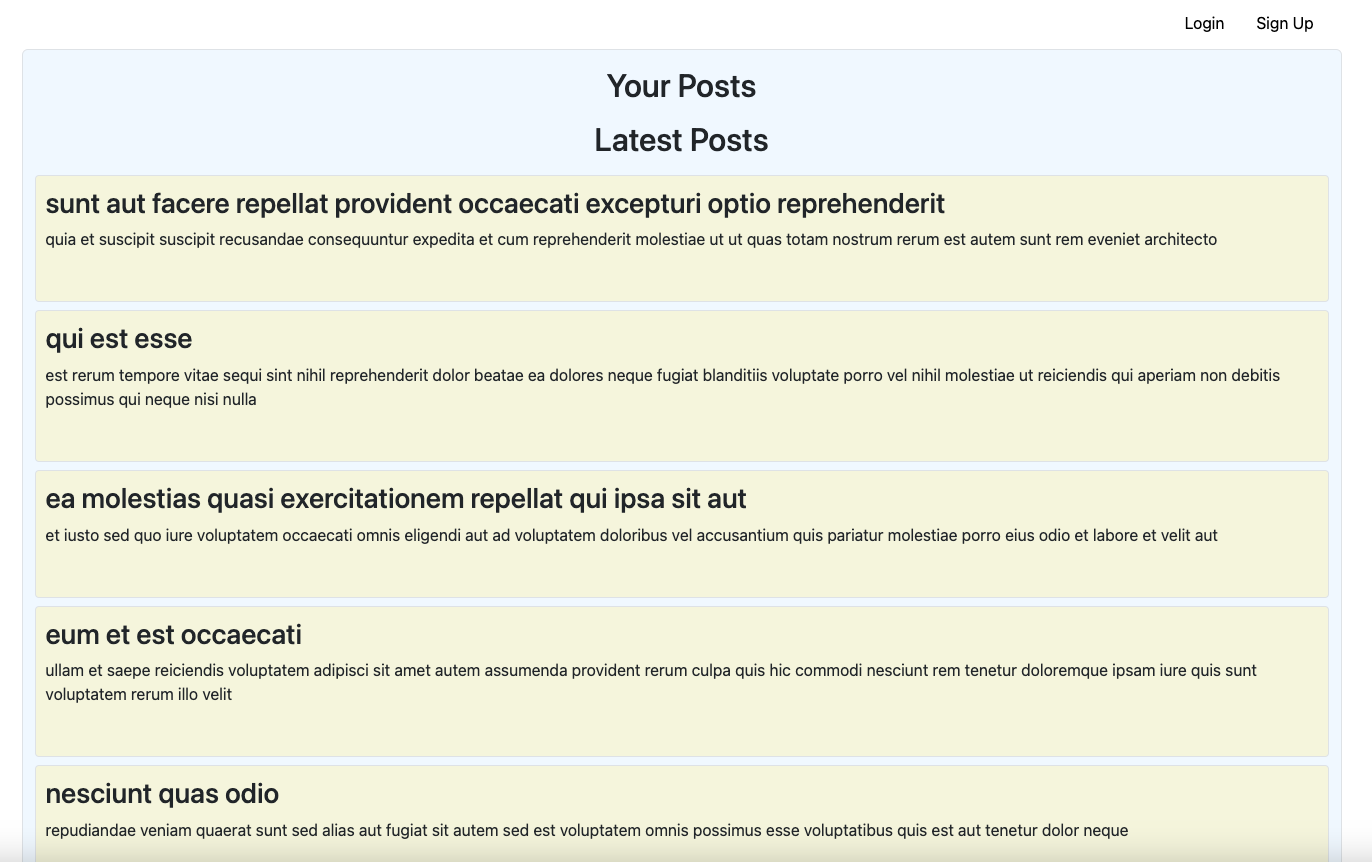 Login Sign Up
Your Posts
Latest Posts
sunt aut facere repellat provident occaecati excepturi optio reprehenderit
quia et suscipit suscipit recusandae consequuntur expedita et cum reprehenderit molestiae ut ut quas totam nostrum rerum est autem sunt rem eveniet architecto
qui est esse
est rerum tempore vitae sequi sint nihil reprehenderit dolor beatae ea dolores neque fugiat blanditiis voluptate porro vel nihil molestiae ut reiciendis qui aperiam non debitis
possimus qui neque nisi nulla
ea molestias quasi exercitationem repellat qui ipsa sit aut
et iusto sed quo iure voluptatem occaecati omnis eligendi aut ad voluptatem doloribus vel accusantium quis pariatur molestiae porro eius odio et labore et velit aut
eum et est occaecati
ullam et saepe reiciendis voluptatem adipisci sit amet autem assumenda provident rerum culpa quis hic commodi nesciunt rem tenetur doloremque ipsam iure quis sunt
voluptatem rerum illo velit
nesciunt quas odio
repudiandae veniam quaerat sunt sed alias aut fugiat sit autem sed est voluptatem omnis possimus esse voluptatibus quis est aut tenetur dolor neque